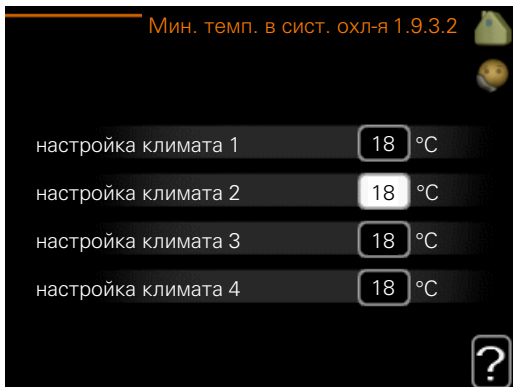 Мин. темп. в сист. охл-я 1.9.3.2
настройка климата 1 18 °C
настройка климата 2 18 °C
настройка климата 3 18 °C
настройка климата 4 18 °C
?